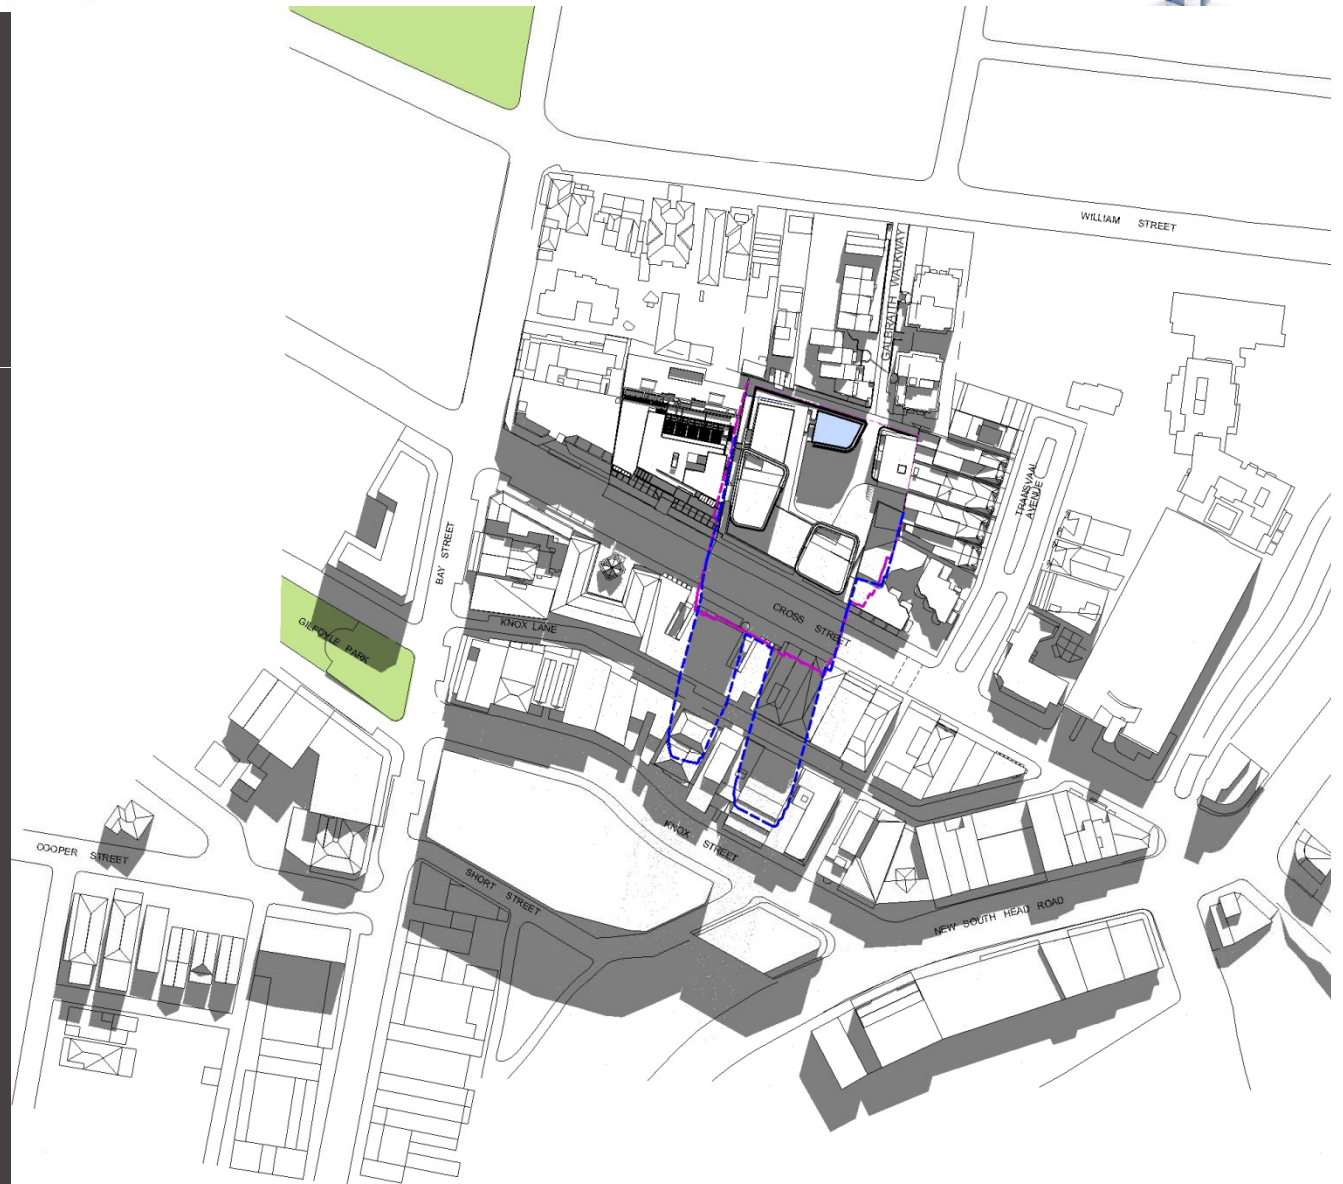 WILLIAM STREET
GALBRAITH WALKWAY
TRANSVAAL
AVENUE
BAY STREET
CROSS STREET
GILFOYLE PARK
KNOX LANE
KNOX STREET
COOPER STREET
SHORT STREET
NEW SOUTH HEAD ROAD